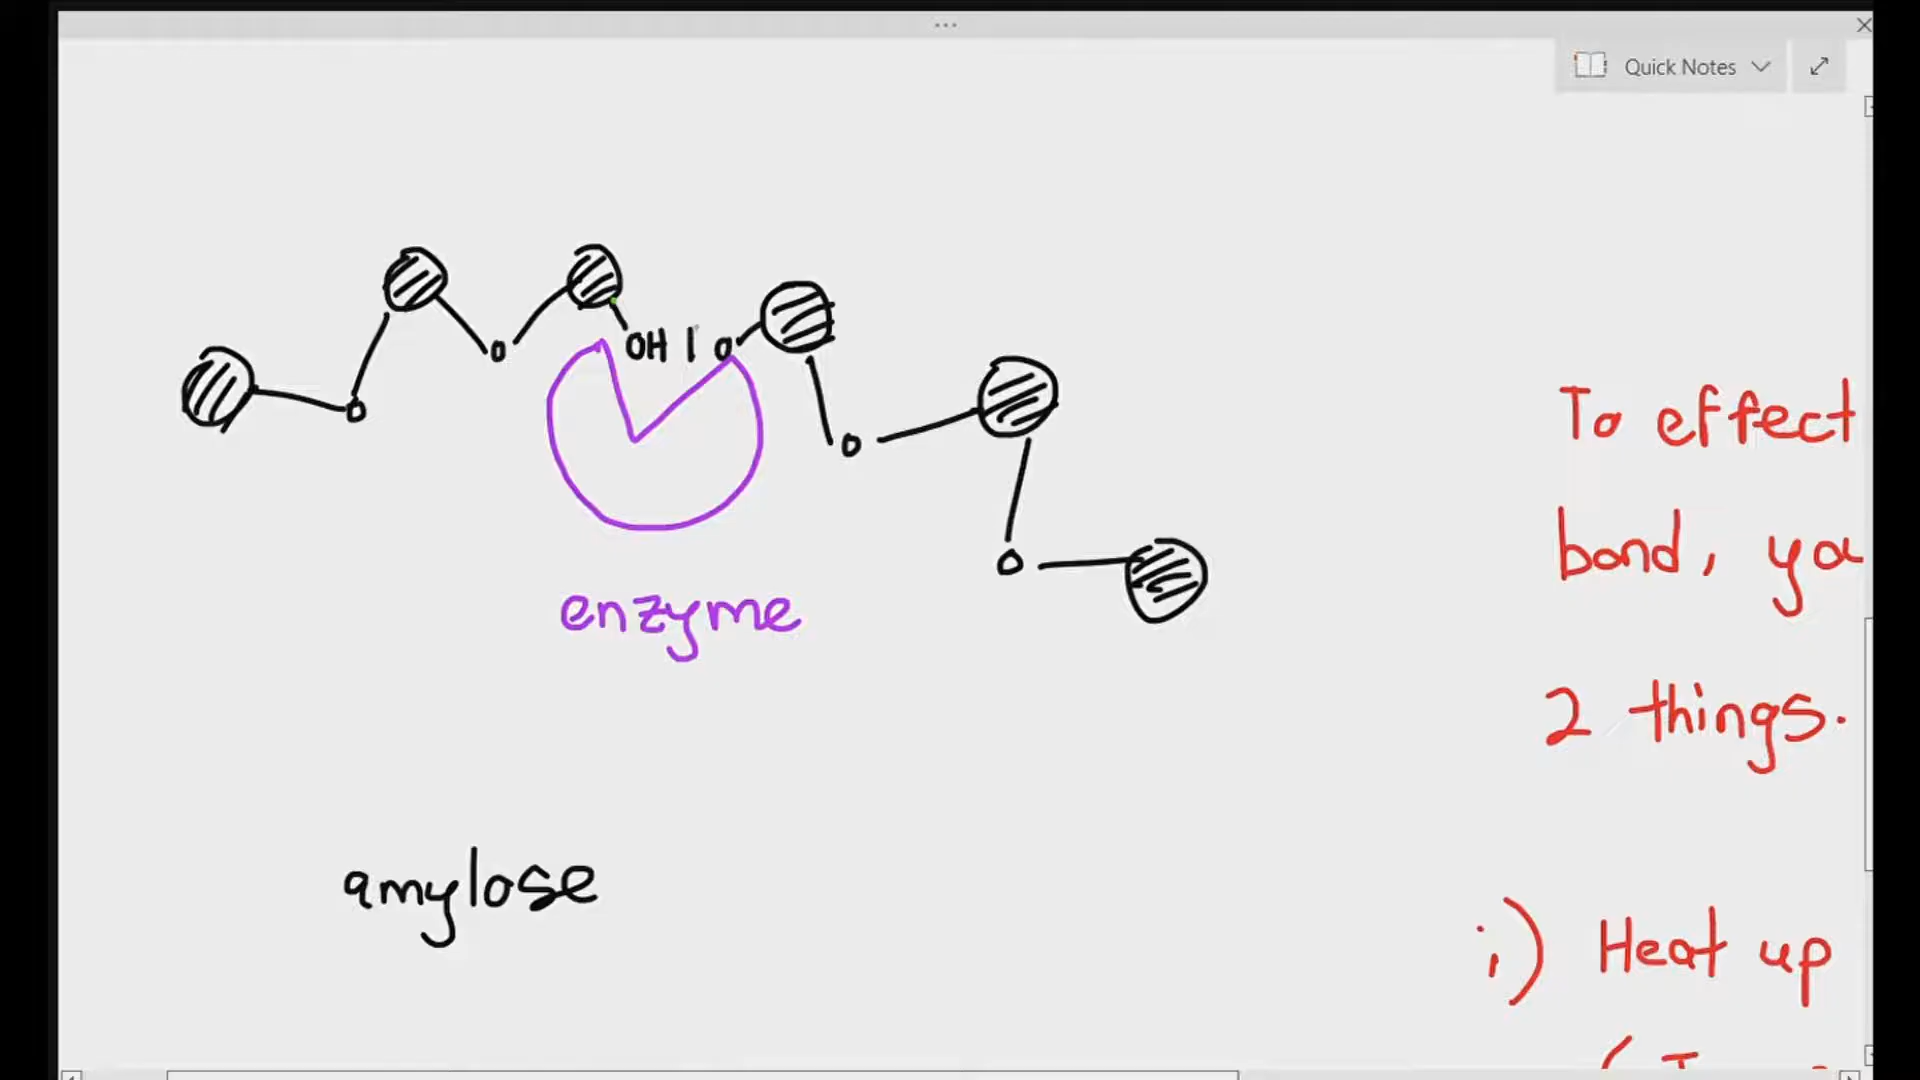 Quick Notes
o
o
OH
o
o
o
enzyme
amylose
To effect
bond, yo
2 things.
i) Heat up